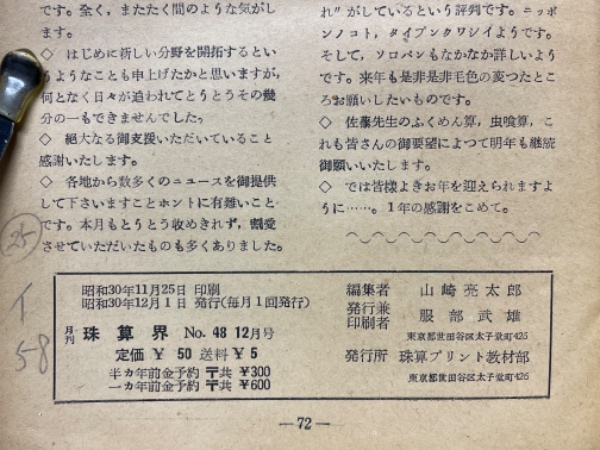 です。全く，またたく間のような気がし
ます。
◇　はじめに新しい分野を開拓するとい
うようなことも申上げたかと思いますが，
何となく日々が追われてとうとうその幾
分の一もできませんでした。
◇　絶大なる御支援いただいていること
感謝いたします。
◇　各地から数多くのニュースを御提供
して下さいますことホントに有難いこと
です。本月もとうとう収めきれず，割愛
させていただいたものも多くありました。
れ”がしているという評判です。ニッポ
ンノコト，タイブンクワシイようです。
そして，ソロバンもなかなか詳しいよう
です。来年も是非是非毛色の変つたとこ
ろお願いしたいものです。
◇　佐藤先生のふくめん算，虫喰算，こ
れも皆さんの御要望によつて明年も継続
御願いいたします。
◇　では皆様よきお年を迎えられますよ
うに……。１年の感謝をこめて。
25
イ
58
昭和30年11月25日 印刷
昭和30年12月１日 発行(毎月１回発行)
月刊 珠算界 No. 48 12月号
定価 ￥ 50 送料 ￥5
半カ年前金予約 〒共 ￥300
一カ年前金予約 〒共 ￥600
編集者　山崎亮太郎
発行兼印刷者　服部武雄
東京都世田谷区太子堂町425
発行所　珠算プリント教材部
東京都世田谷区太子堂町425
—72—